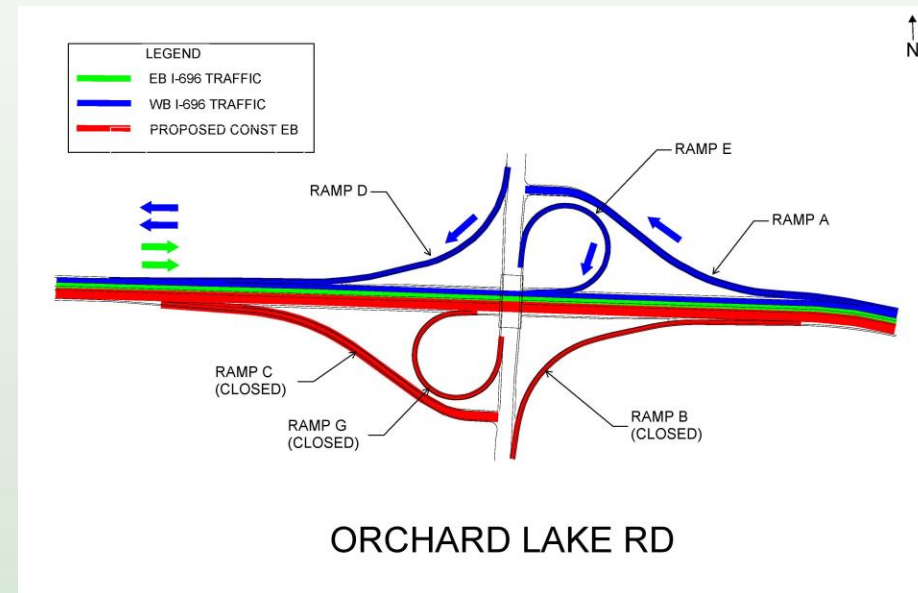 LEGEND
EB I-696 TRAFFIC
WB I-696 TRAFFIC
PROPOSED CONST EB
N
RAMP E
RAMP D
RAMP A
RAMP C
(CLOSED)
RAMP G
(CLOSED)
RAMP B
(CLOSED)
ORCHARD LAKE RD